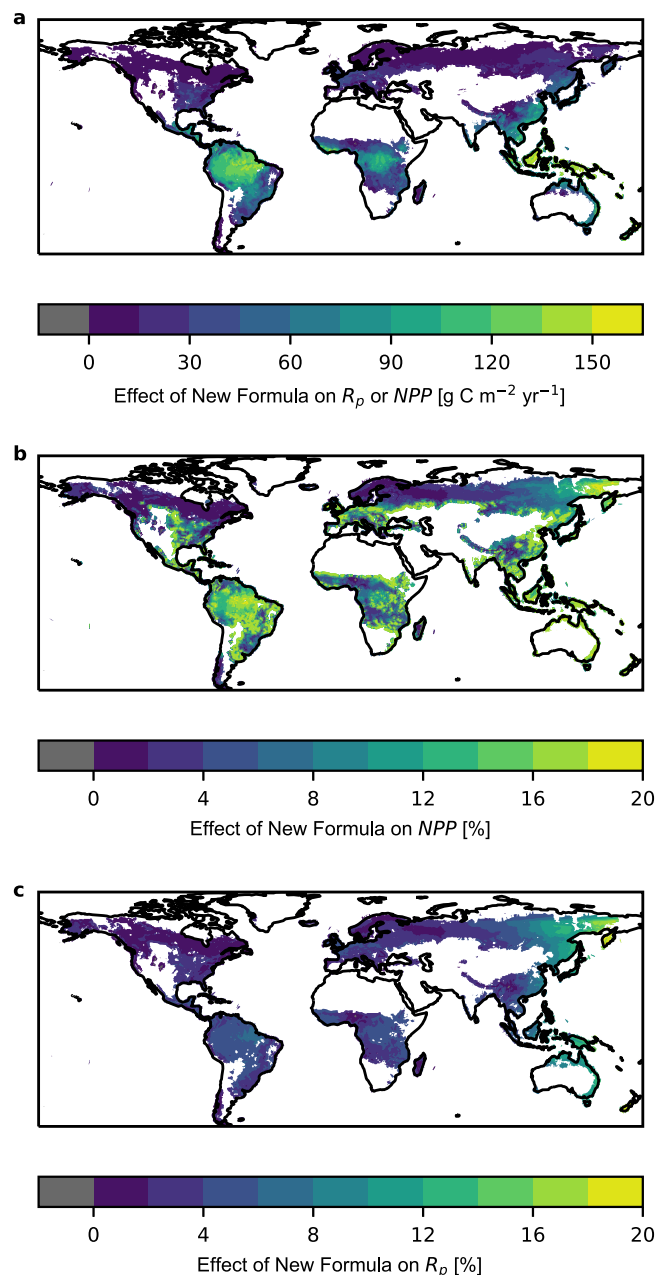 a
0 30 60 90 120 150
Effect of New Formula on Rₚ or NPP [g C m⁻² yr⁻¹]
b
0 4 8 12 16 20
Effect of New Formula on NPP [%]
c
0 4 8 12 16 20
Effect of New Formula on Rₚ [%]